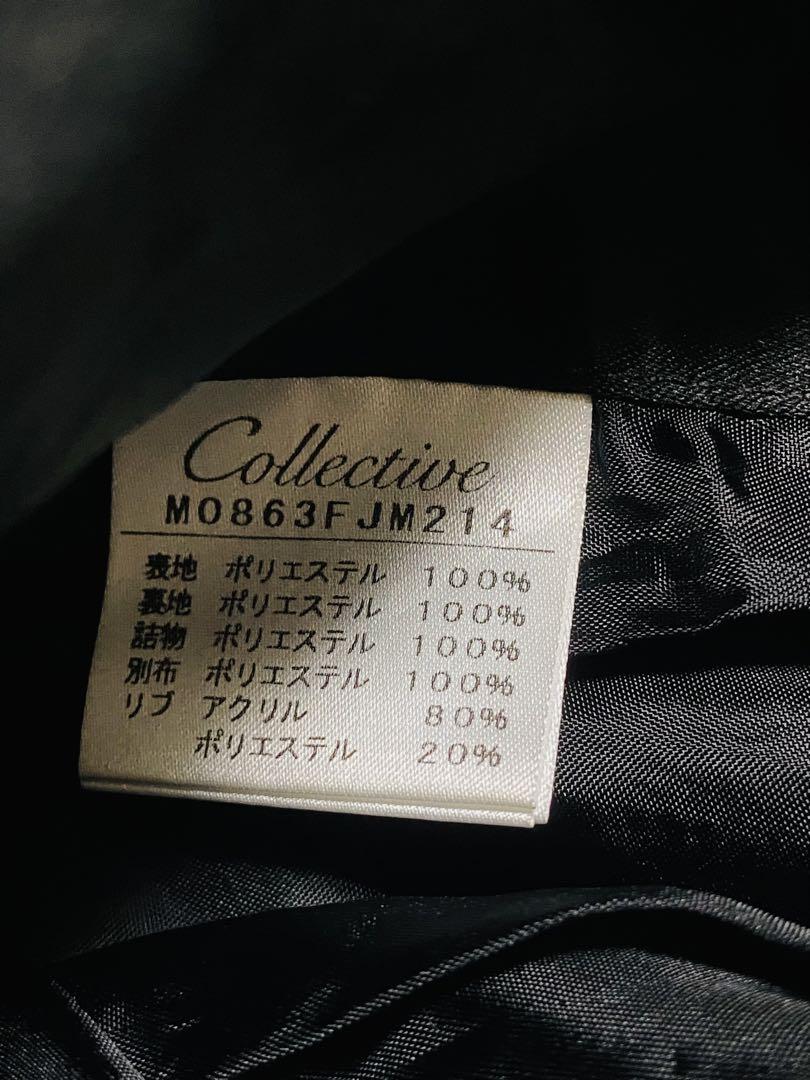 Collective
M0863FJM214
表地 ポリエステル 100%
裏地 ポリエステル 100%
詰物 ポリエステル 100%
別布 ポリエステル 100%
リブ アクリル 80%
ポリエステル 20%